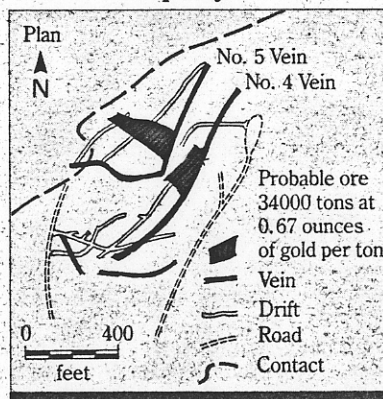 Plan
N
No. 5 Vein
No. 4 Vein
Probable ore
34000 tons at
0.67 ounces
of gold per ton
Vein
Drift
Road
Contact
0 400
feet